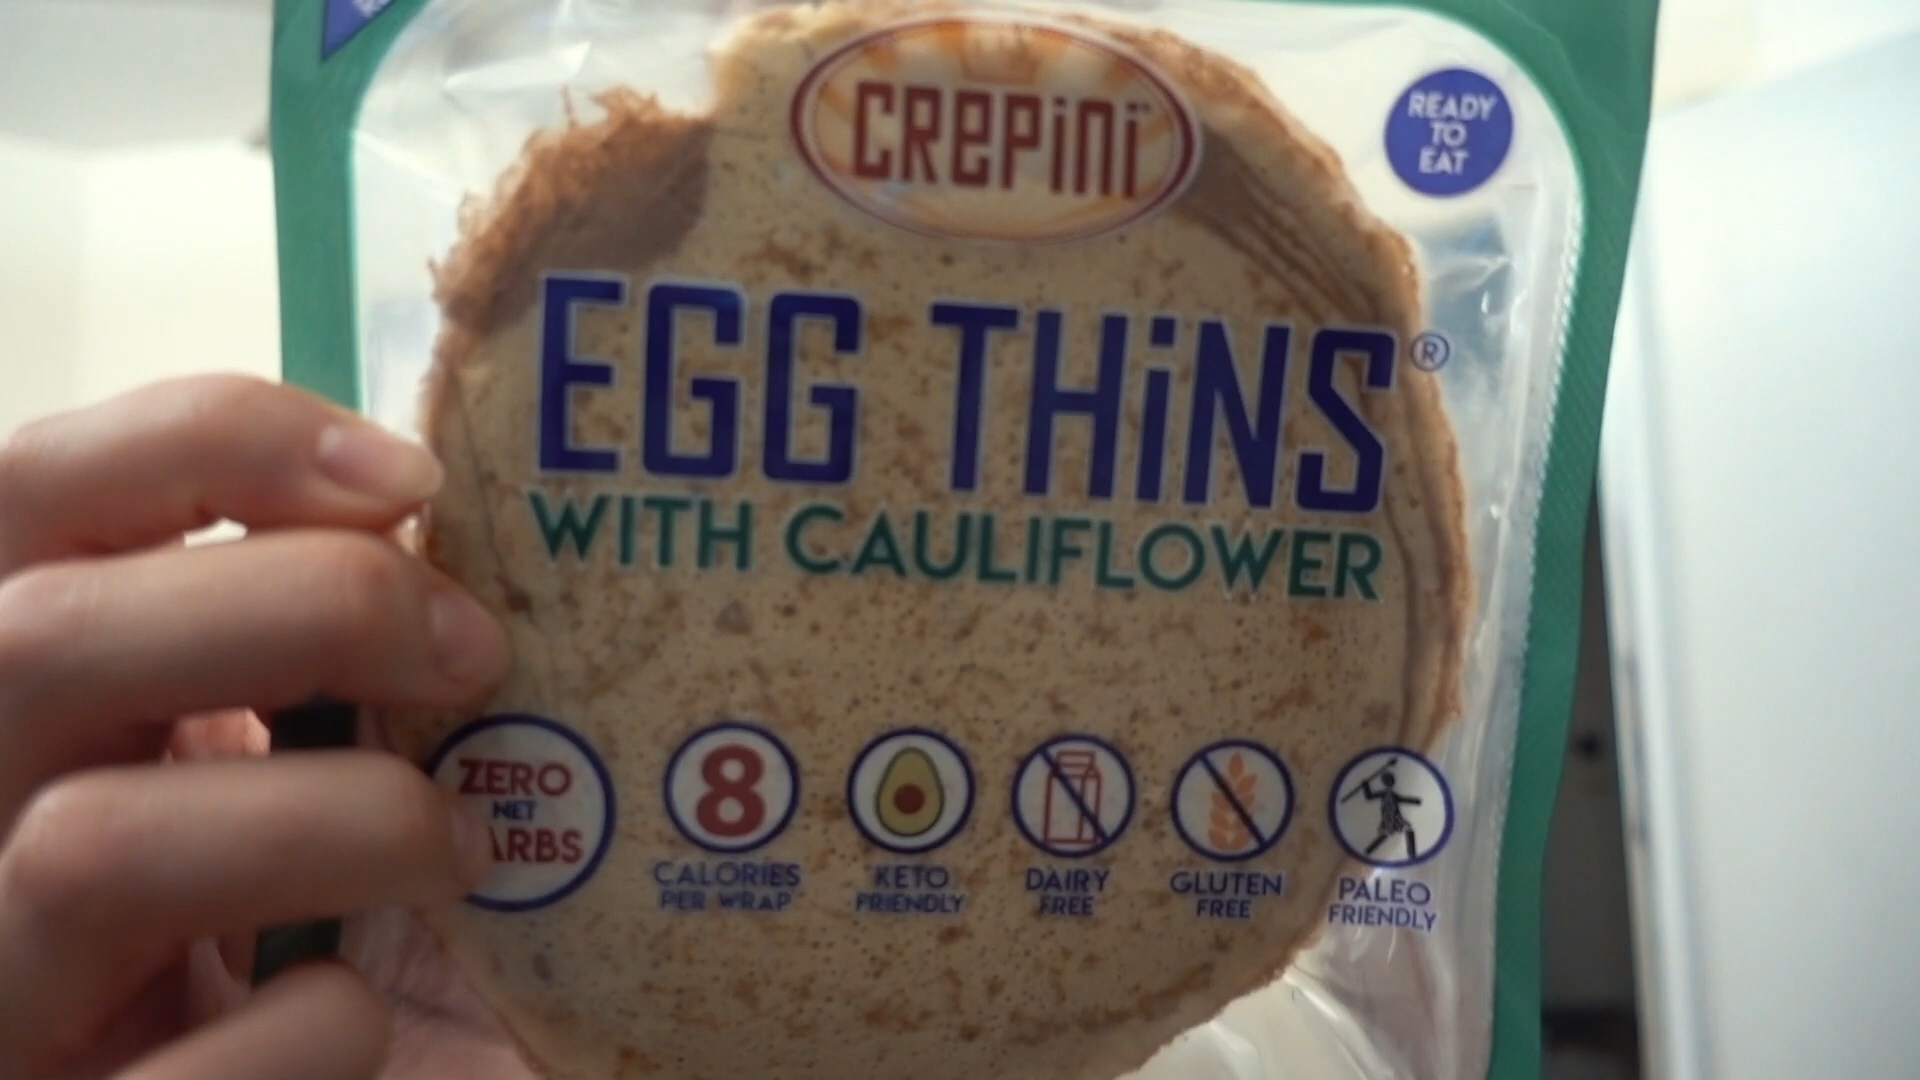 CREPINI
READY
TO
EAT
EGG THINS®
WITH CAULIFLOWER
ZERO
NET
8
CALORIES
PER WRAP
KETO
FRIENDLY
DAIRY
FREE
GLUTEN
FREE
PALEO
FRIENDLY